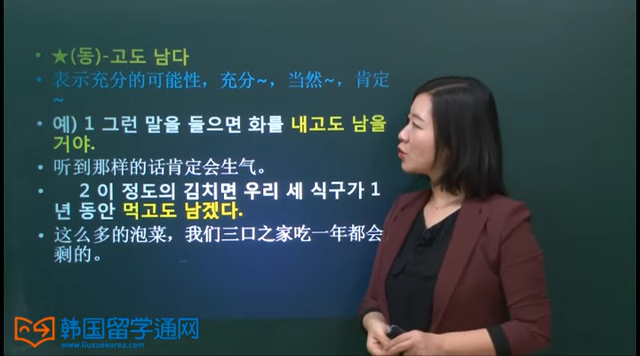 ★(동)-고도 남다
表示充分的可能性，充分~，当然~，肯定
~
예) 1 그런 말을 들으면 화를 내고도 남을
거야.
听到那样的话肯定会生气。
2 이 정도의 김치면 우리 세 식구가 1
년 동안 먹고도 남겠다.
这么多的泡菜，我们三口之家吃一年都会
剩的。
韩国留学通网
www.liuxuekorea.com